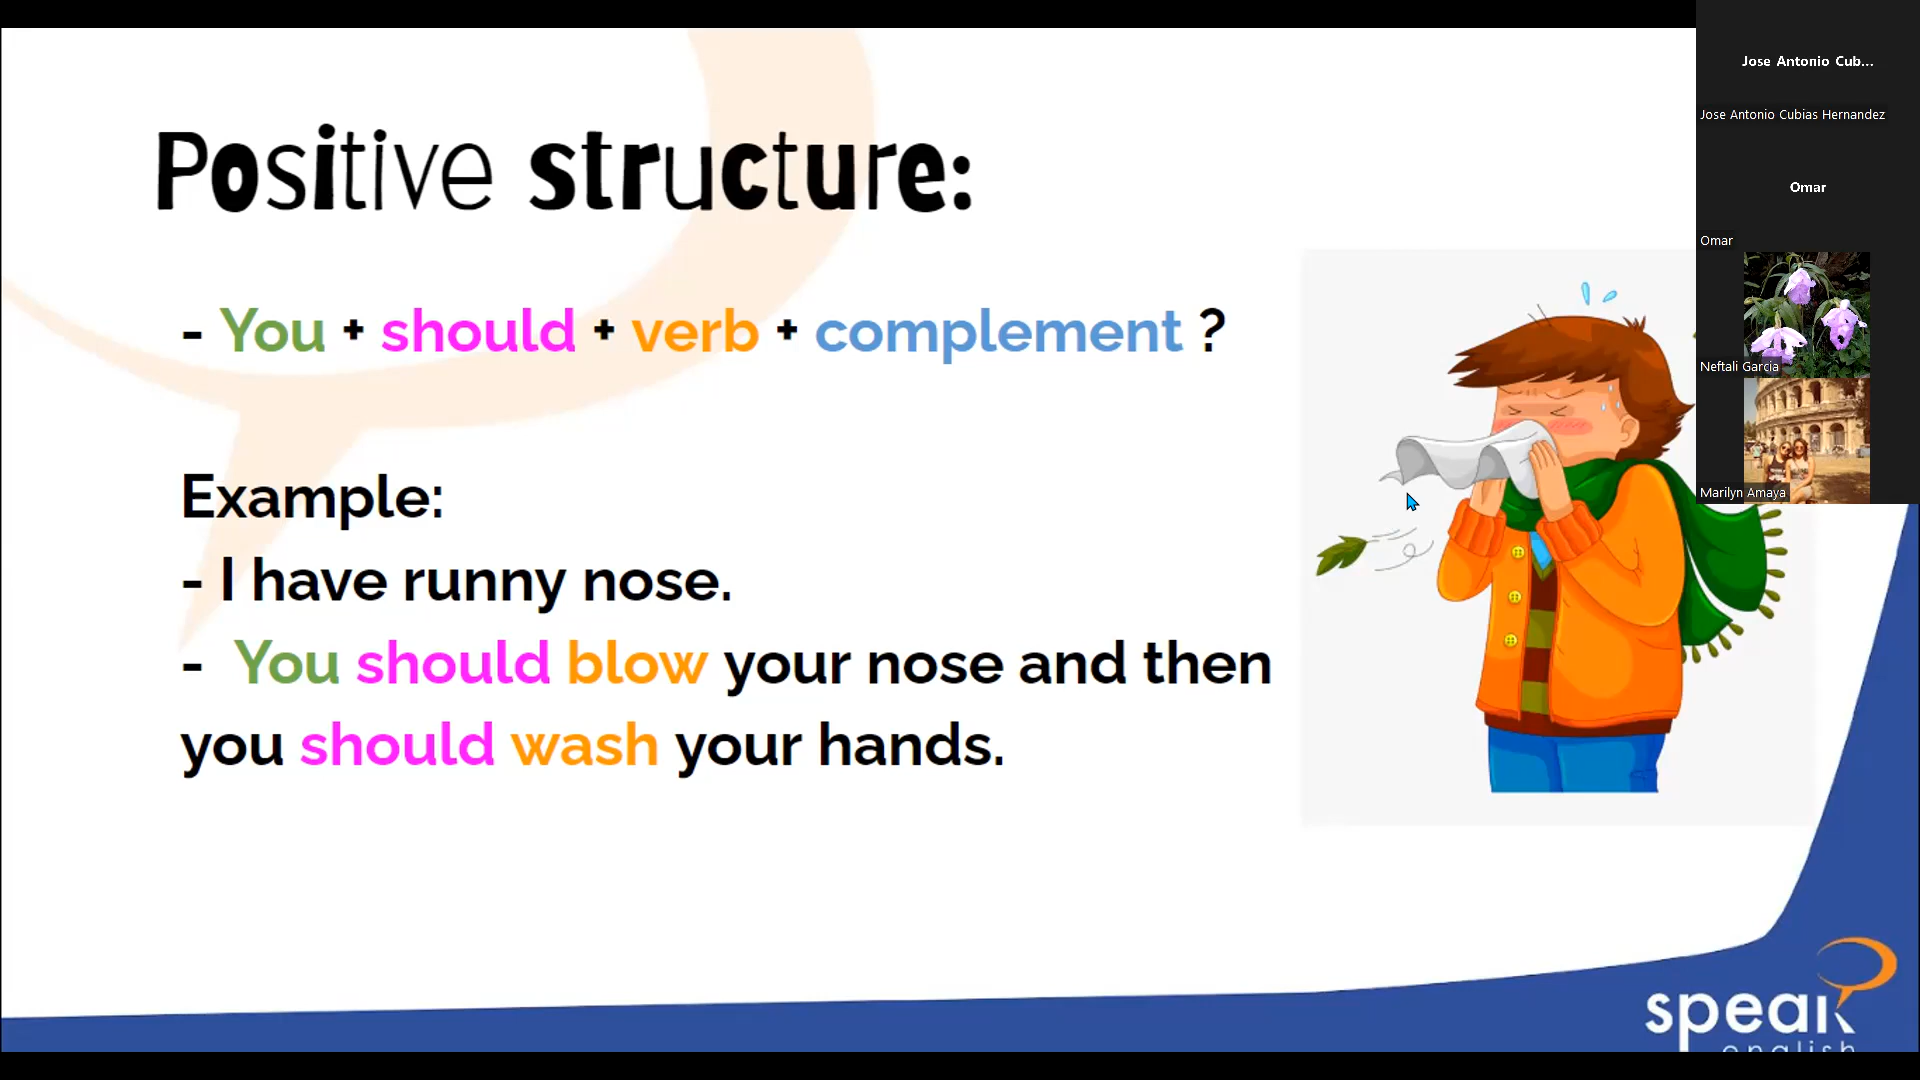 Positive structure:
- You + should + verb + complement ?
Example:
- I have runny nose.
- You should blow your nose and then
you should wash your hands.
Jose Antonio Cub...
Jose Antonio Cubias Hernandez
Omar
Omar
Neftali Garcia
Marilyn Amaya
speak
english